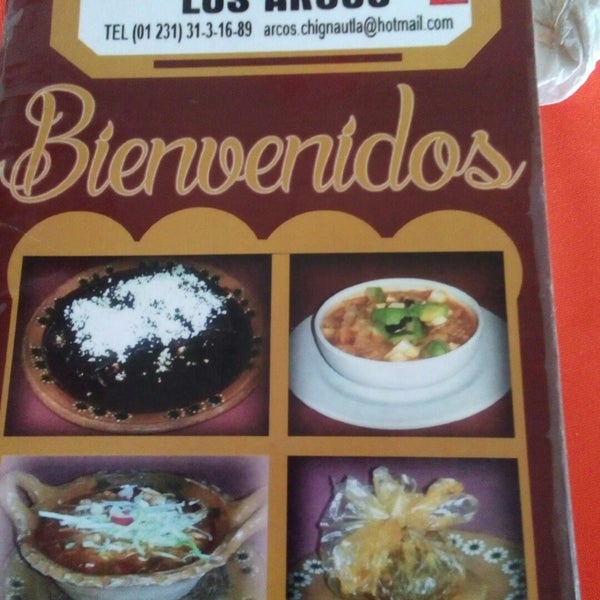 LOS ARCOS
TEL (01 231) 31-3-16-89 arcos.chignautla@hotmail.com
Bienvenidos